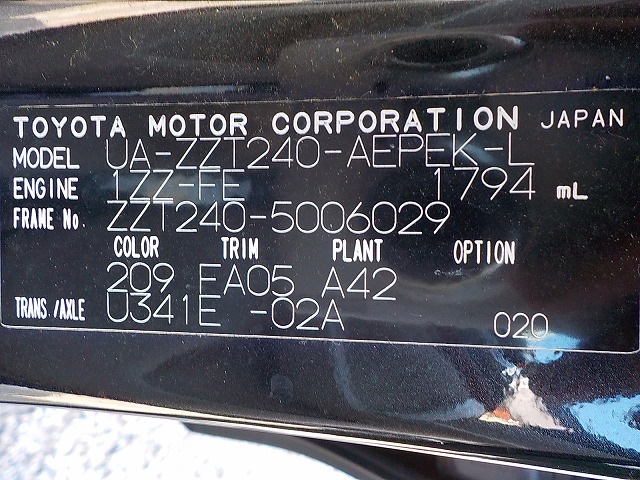 TOYOTA MOTOR CORPORATION JAPAN
MODEL UA-ZZT240-AEPEK-L
ENGINE 1ZZ-FE 1794 mL
FRAME No. ZZT240-5006029
COLOR TRIM PLANT OPTION
209 EA05 A42
TRANS./AXLE U341E -02A
020